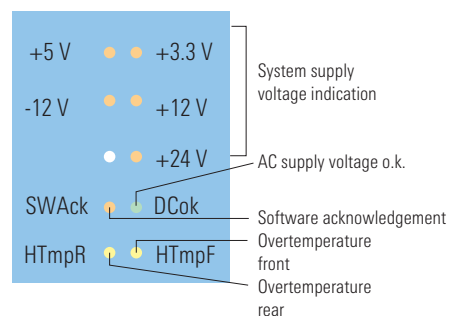 +5 V +3.3 V
-12 V +12 V
+24 V
SWAck DCok
HTmpR HTmpF
System supply
voltage indication
AC supply voltage o.k.
Software acknowledgement
Overtemperature
front
Overtemperature
rear